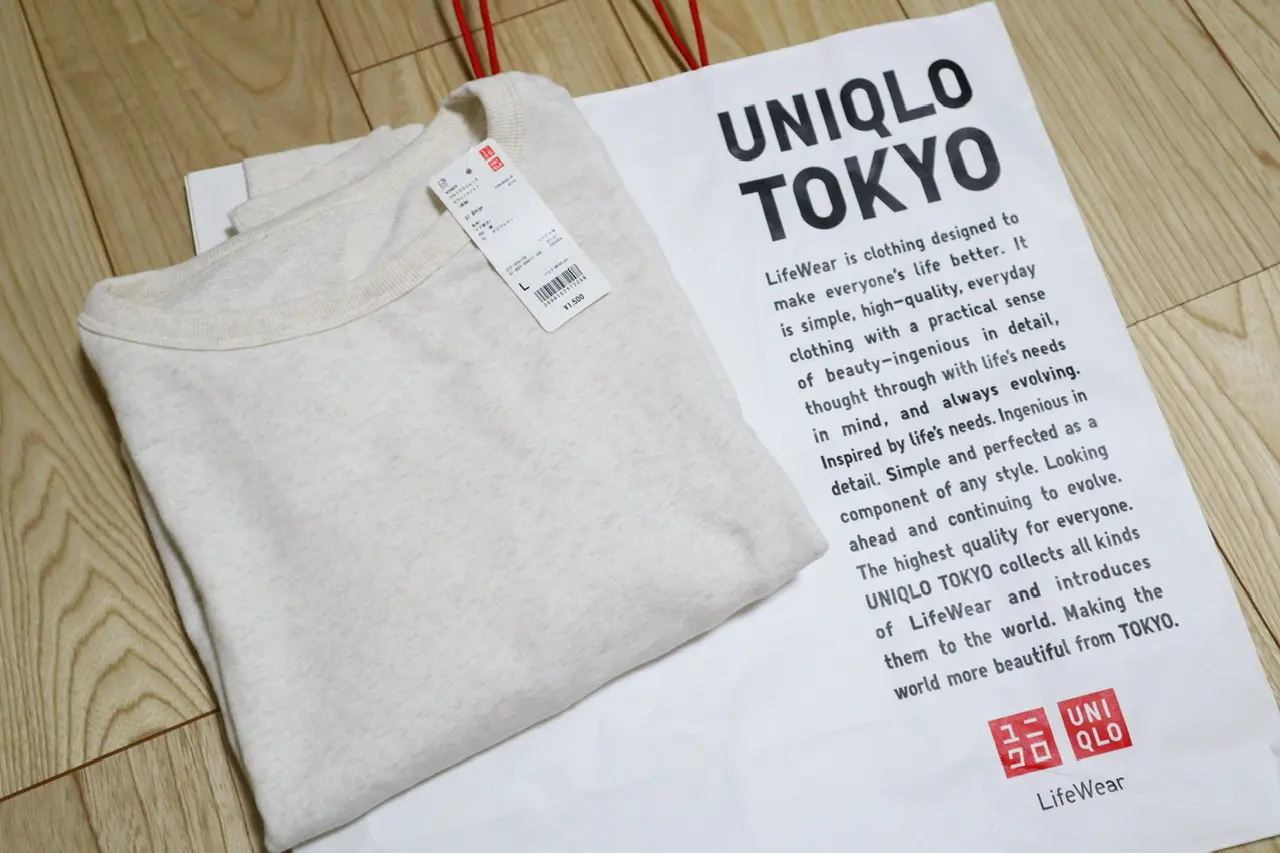 UNIQLO
TOKYO
LifeWear is clothing designed to
make everyone's life better. It
is simple, high-quality, everyday
clothing with a practical sense
of beauty-ingenious in detail,
thought through with life's needs
in mind, and always evolving.
Inspired by life's needs. Ingenious in
detail. Simple and perfected as a
component of any style. Looking
ahead and continuing to evolve.
The highest quality for everyone.
UNIQLO TOKYO collects all kinds
of LifeWear and introduces
them to the world. Making the
world more beautiful from TOKYO.
ユニ
クロ
UNI
QLO
LifeWear
WOMEN
Beige
L
¥1,500